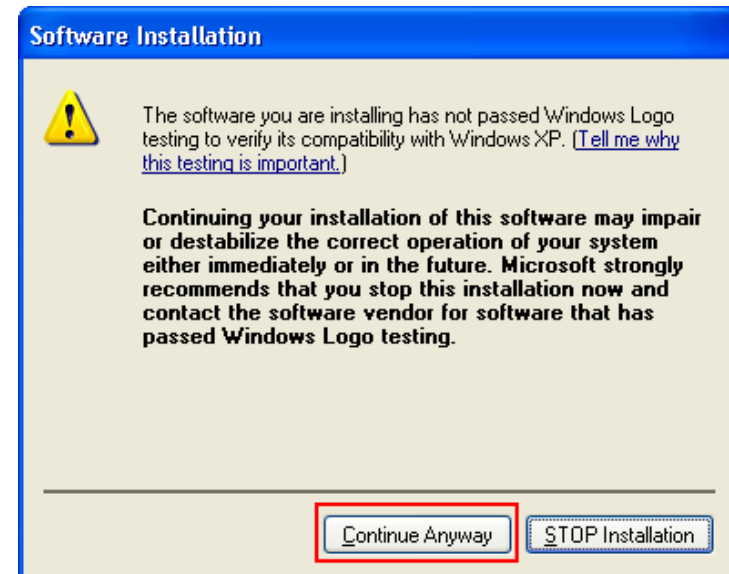 Software Installation
The software you are installing has not passed Windows Logo
testing to verify its compatibility with Windows XP. (Tell me why
this testing is important.)
Continuing your installation of this software may impair
or destabilize the correct operation of your system
either immediately or in the future. Microsoft strongly
recommends that you stop this installation now and
contact the software vendor for software that has
passed Windows Logo testing.
Continue Anyway
STOP Installation